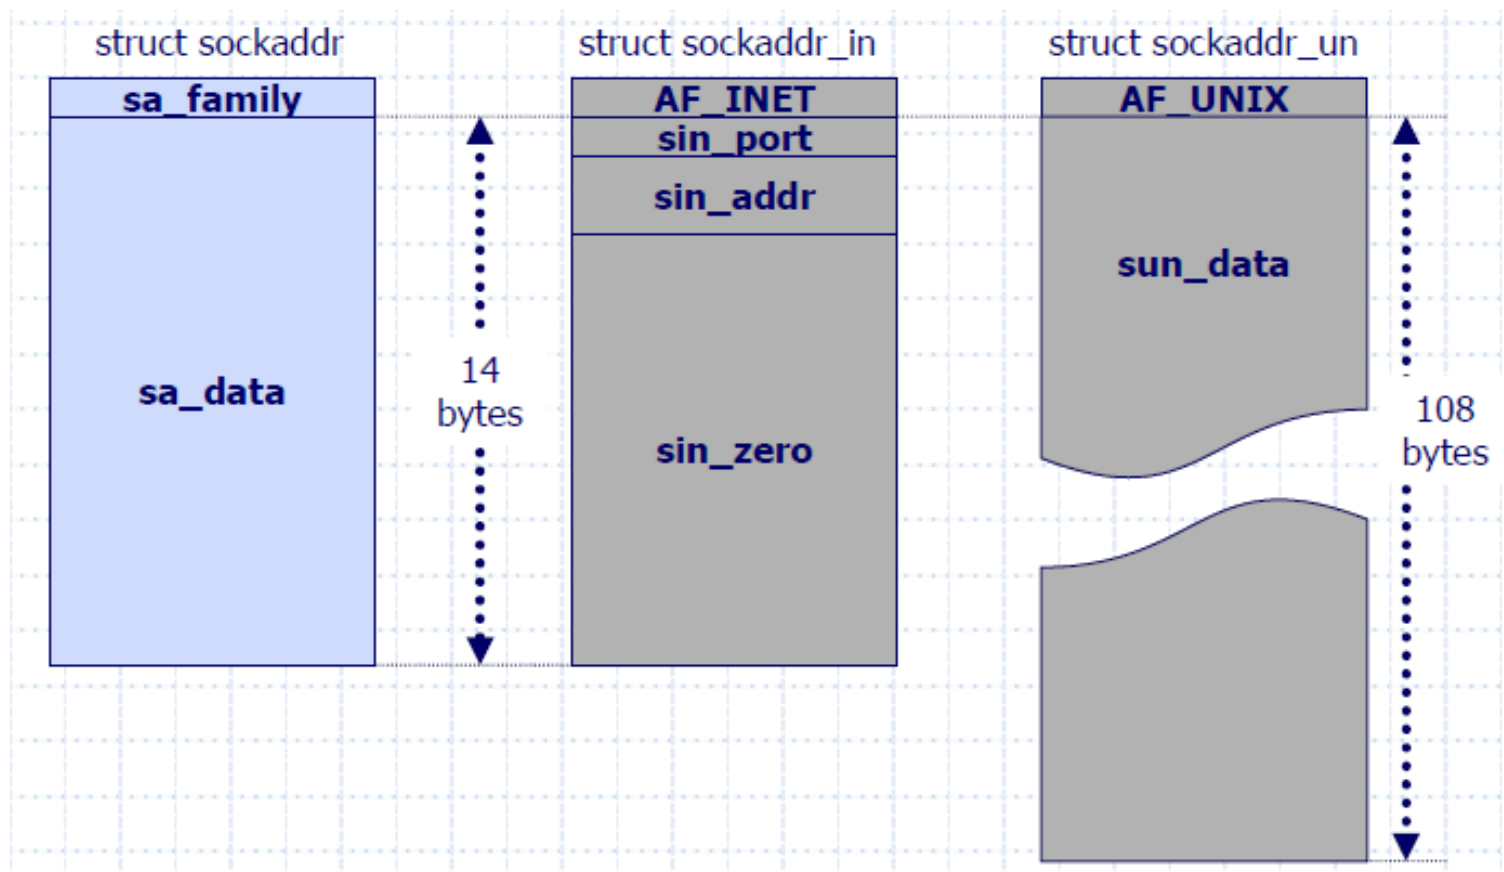 struct sockaddr
sa_family
sa_data
14
bytes
struct sockaddr_in
AF_INET
sin_port
sin_addr
sin_zero
struct sockaddr_un
AF_UNIX
sun_data
108
bytes